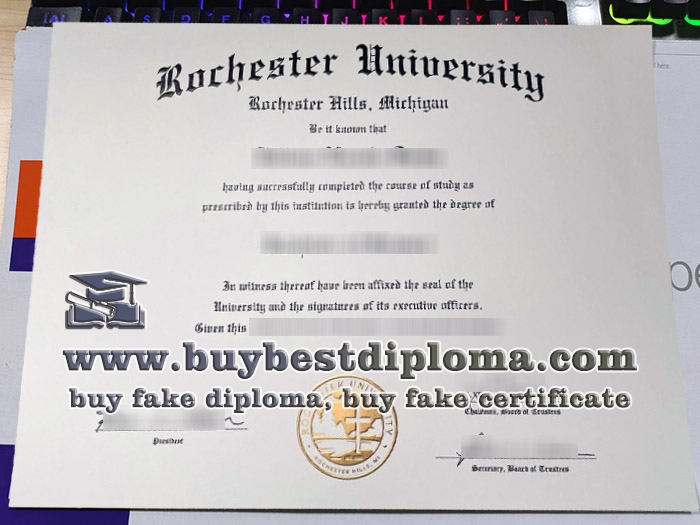 Rochester University
Rochester Hills, Michigan
Be it known that
having successfully completed the course of study as
prescribed by this institution is hereby granted the degree of
In witness thereof have been affixed the seal of the
University and the signatures of its executive officers.
Given this
www.buybestdiploma.com
buy fake diploma, buy fake certificate
Chairman, Board of Trustees
President
ROCHESTER HILLS, MI
Secretary, Board of Trustees